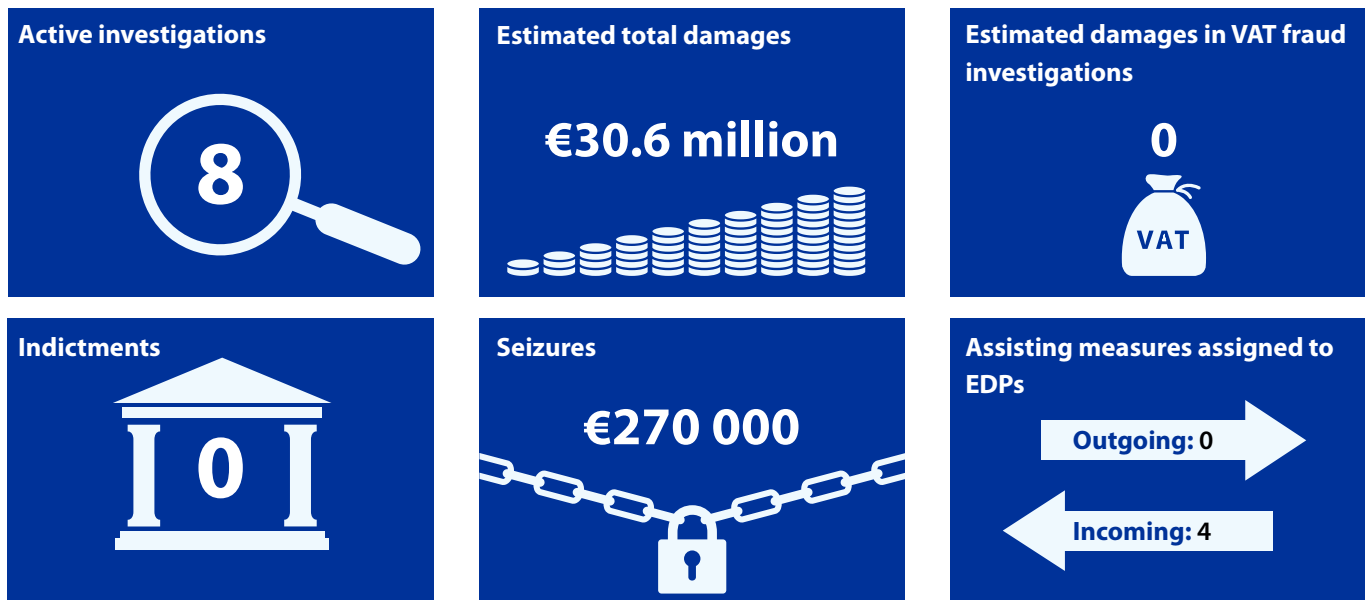 Active investigations
8
Estimated total damages
€30.6 million
Estimated damages in VAT fraud
investigations
0
VAT
Indictments
0
Seizures
€270 000
Assisting measures assigned to
EDPs
Outgoing: 0
Incoming: 4